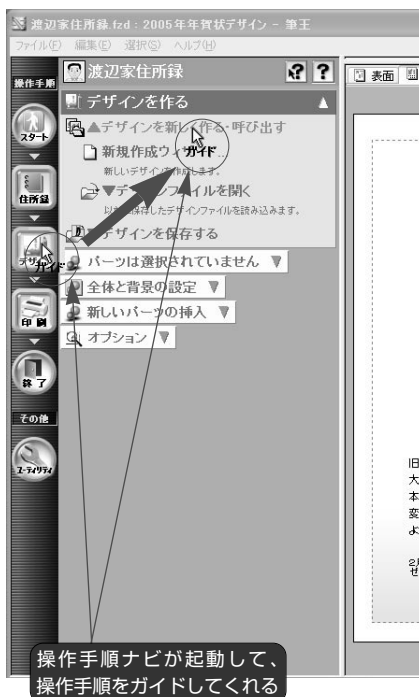 渡辺家住所録.fzd : 2005年年賀状デザイン - 筆王
ファイル(F) 編集(E) 選択(S) ヘルプ(H)
操作手順
渡辺家住所録
表面
デザインを作る
▲デザインを新しく作る・呼び出す
スタート
新規作成ウィ
ガイド
新しいデザインを作成します。
住所録
デザインファイルを開く
保存したデザインファイルを読み込みます。
ガイド
デザインを保存する
パーツは選択されていません ▼
全体と背景の設定 ▼
印刷
新しいパーツの挿入 ▼
オプション ▼
終了
その他
ユーティリティ
旧
大
本
変
よ
2月
せ
操作手順ナビが起動して、
操作手順をガイドしてくれる